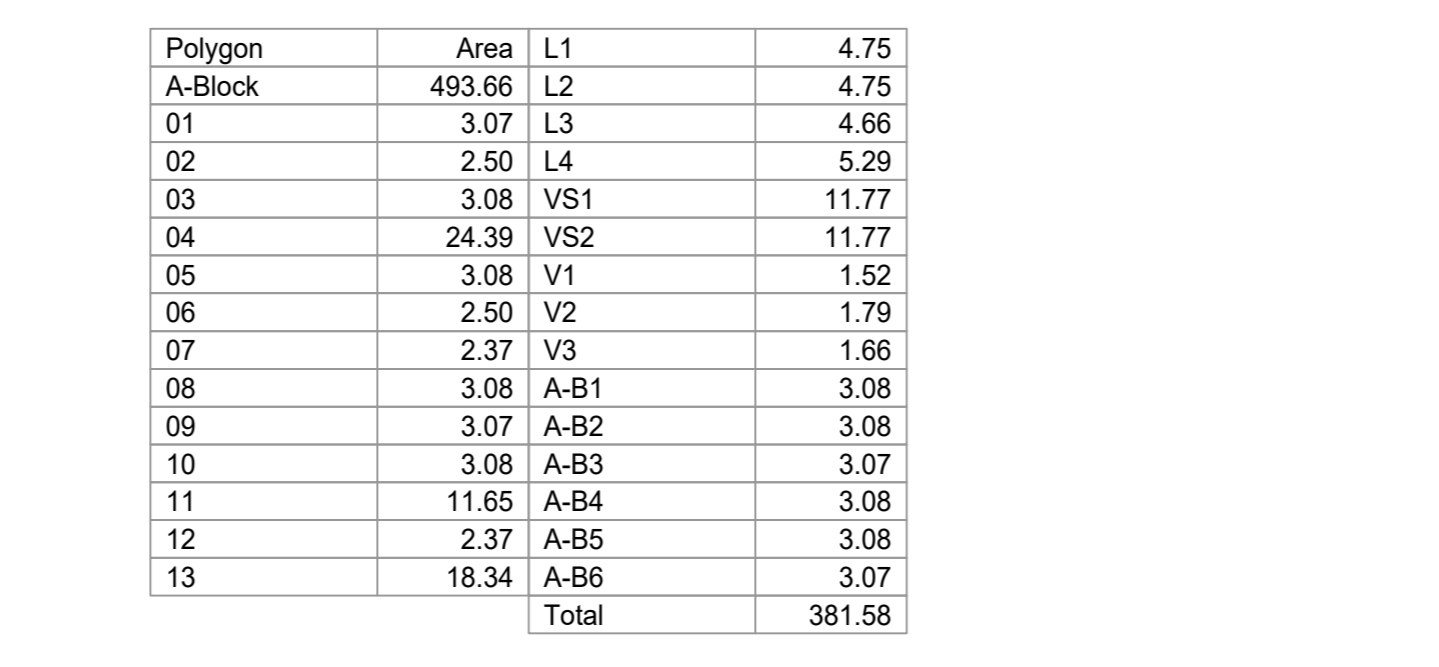 Polygon Area L1 4.75
A-Block 493.66 L2 4.75
01 3.07 L3 4.66
02 2.50 L4 5.29
03 3.08 VS1 11.77
04 24.39 VS2 11.77
05 3.08 V1 1.52
06 2.50 V2 1.79
07 2.37 V3 1.66
08 3.08 A-B1 3.08
09 3.07 A-B2 3.08
10 3.08 A-B3 3.07
11 11.65 A-B4 3.08
12 2.37 A-B5 3.08
13 18.34 A-B6 3.07
Total 381.58